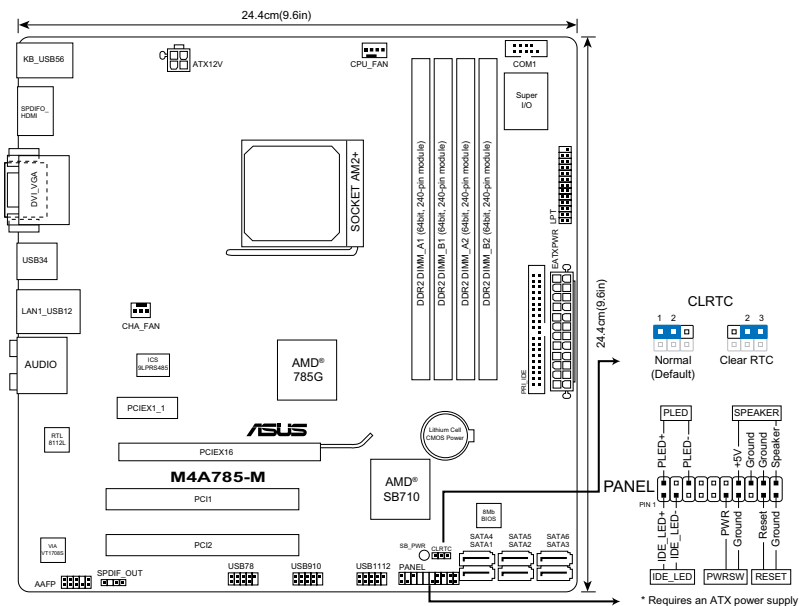 24.4cm(9.6in)
KB_USB56
ATX12V
CPU_FAN
COM1
SPDIFO_
HDMI
Super
I/O
DVI_VGA
SOCKET AM2+
DDR2 DIMM_A1 (64bit, 240-pin module)
DDR2 DIMM_B1 (64bit, 240-pin module)
DDR2 DIMM_A2 (64bit, 240-pin module)
DDR2 DIMM_B2 (64bit, 240-pin module)
LPT
EATXPWR
USB34
24.4cm(9.6in)
LAN1_USB12
CHA_FAN
PRI_IDE
CLRTC
1 2
2 3
Normal
(Default)
Clear RTC
AUDIO
ICS
9LPRS485
AMD®
785G
PCIEX1_1
ASUS
RTL
8112L
Lithium Cell
CMOS Power
PCIEX16
M4A785-M
AMD®
SB710
PCI1
8Mb
BIOS
PLED
SPEAKER
PLED+
PLED-
+5V
Ground
Ground
Speaker-
PANEL
PIN 1
IDE_LED+
IDE_LED-
PWR
Ground
Reset
Ground
IDE_LED
PWRSW
RESET
VIA
VT1708S
PCI2
SB_PWR
CLRTC
SATA4
SATA1
SATA5
SATA2
SATA6
SATA3
AAFP
SPDIF_OUT
USB78
USB910
USB1112
PANEL
* Requires an ATX power supply